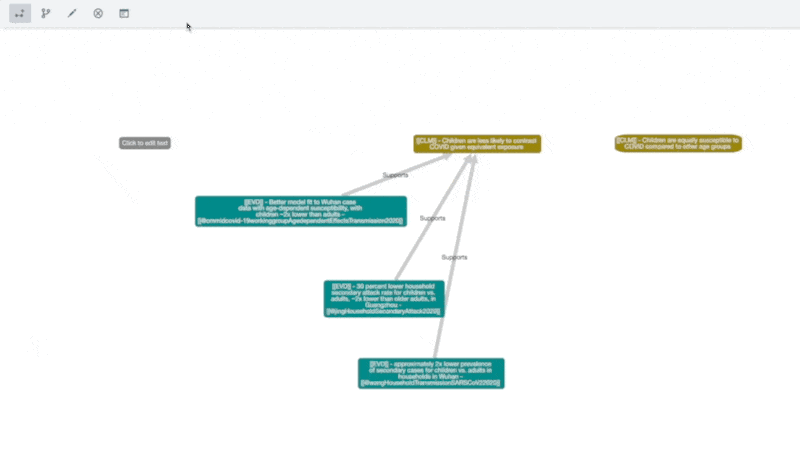 Click to edit text
[[CLM]] - Children are less likely to contract
COVID given equivalent exposure
[[CLM]] - Children are equally susceptible to
COVID compared to other age groups
Supports
[[EVD]] - Better model fit to Wuhan case
data with age-dependent susceptibility, with
children ~2x lower than adults -
Supports
Supports
[[EVD]] - 30 percent lower household
secondary attack rate for children vs.
adults, ~2x lower than older adults, in
Guangzhou -
[[@jingHouseholdSecondaryAttack2020]]
[[EVD]] - approximately 2x lower prevalence
of secondary cases for children vs. adults in
households in Wuhan -